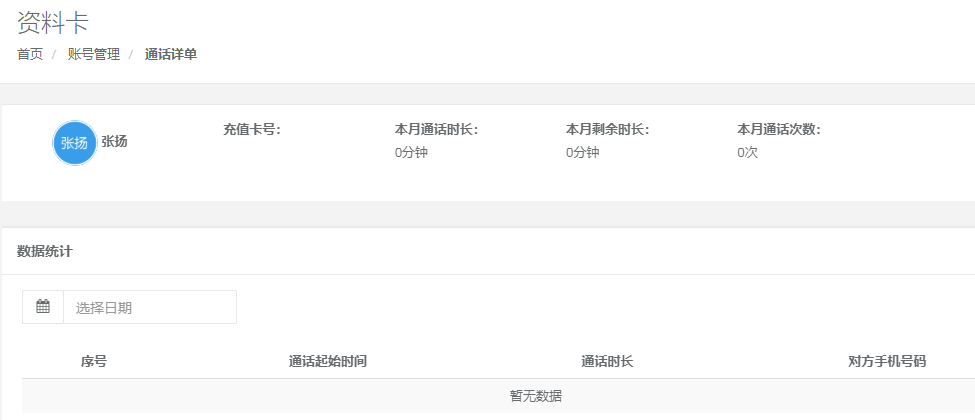 资料卡
首页 / 账号管理 / 通话详单
张扬 张扬 充值卡号： 本月通话时长： 本月剩余时长： 本月通话次数：
0分钟 0分钟 0次
数据统计
选择日期
序号 通话起始时间 通话时长 对方手机号码
暂无数据